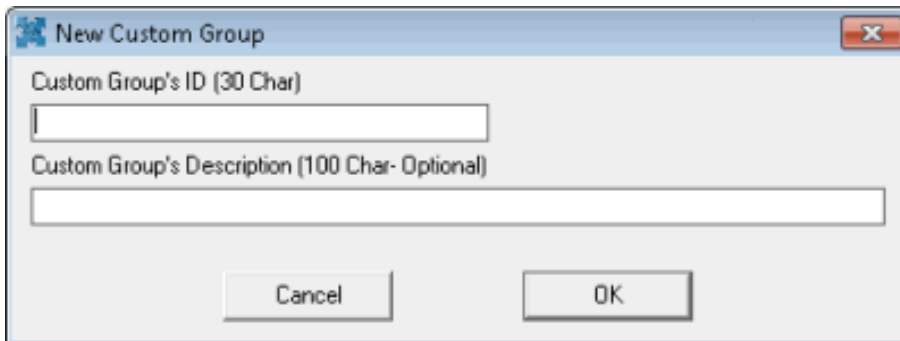 New Custom Group
Custom Group's ID (30 Char)
Custom Group's Description (100 Char- Optional)
Cancel OK